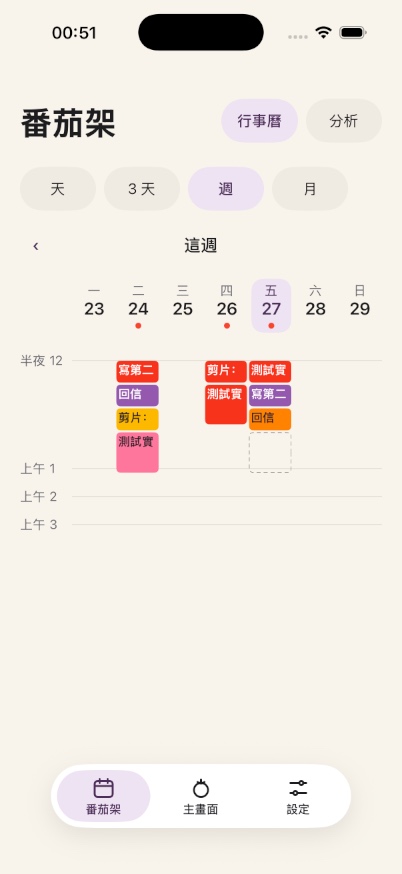 00:51
番茄架
行事曆
分析
天
3 天
週
月
‹
這週
一 二 三 四 五 六 日
23 24 25 26 27 28 29
半夜 12
寫第二 剪片: 測試實
回信 測試實 寫第二
剪片: 回信
測試實
上午 1
上午 2
上午 3
番茄架
主畫面
設定